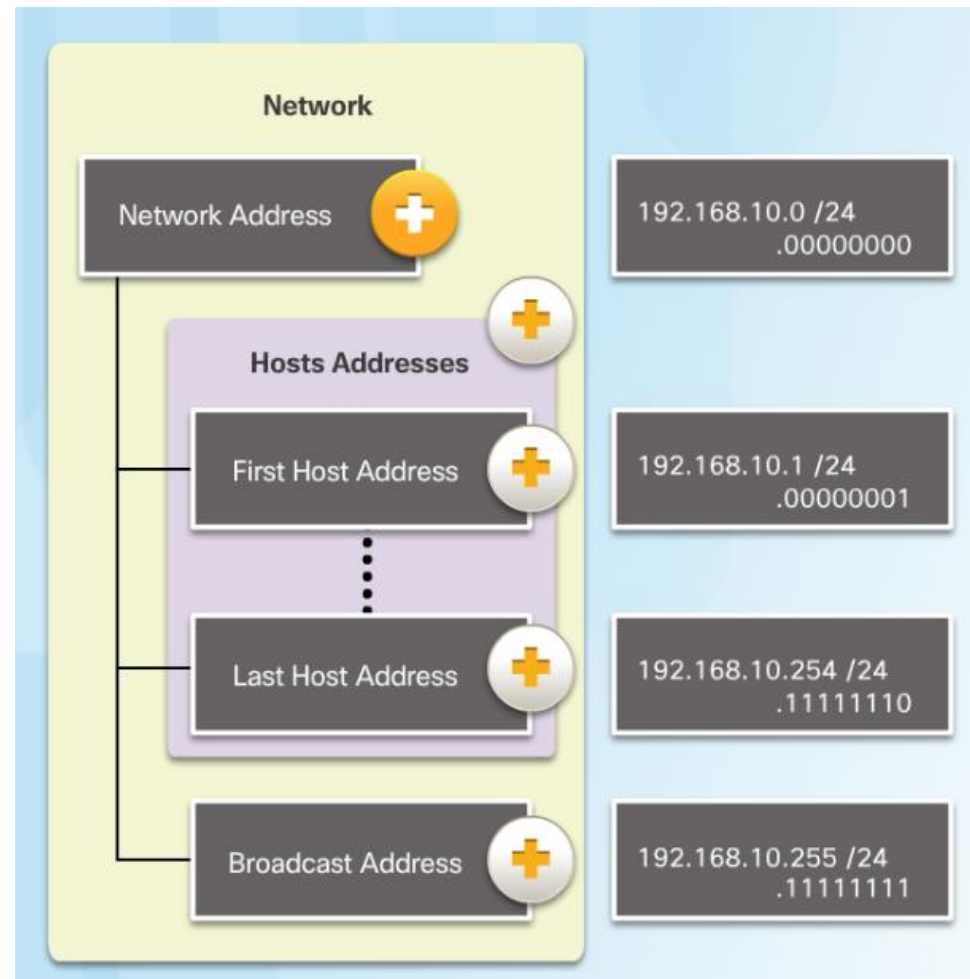 Network
Network Address
192.168.10.0 /24
.00000000
Hosts Addresses
First Host Address
192.168.10.1 /24
.00000001
Last Host Address
192.168.10.254 /24
.11111110
Broadcast Address
192.168.10.255 /24
.11111111